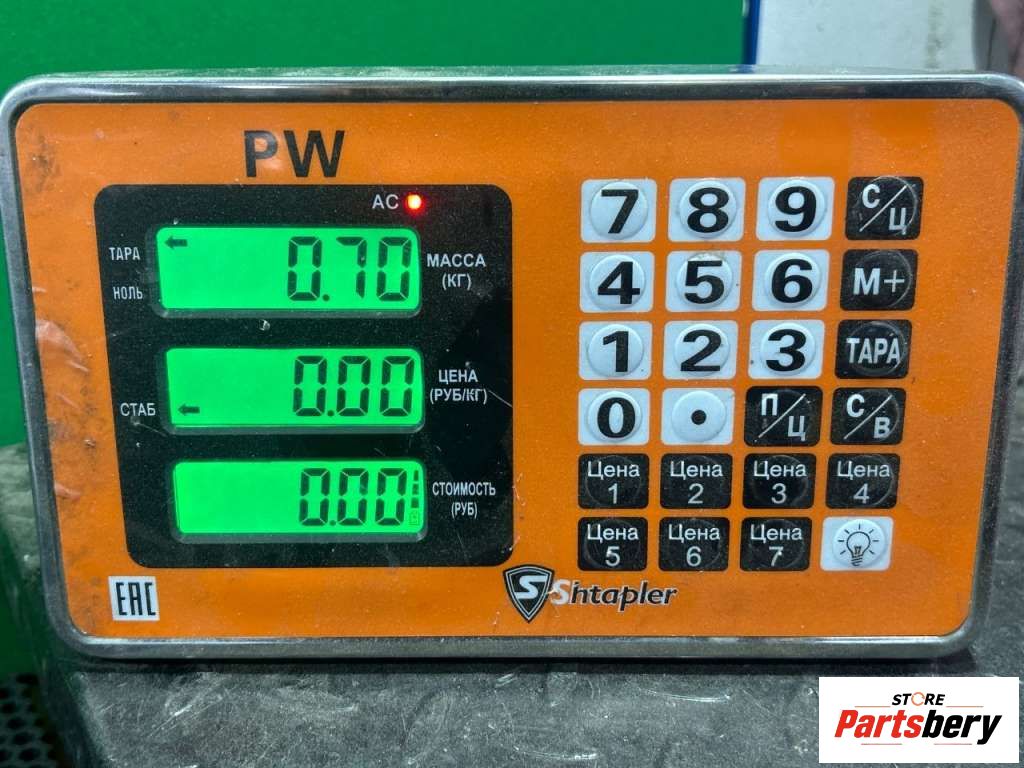 PW
AC
ТАРА
НОЛЬ
0.70
МАССА
(КГ)
СТАБ
0.00
ЦЕНА
(РУБ/КГ)
0.00
СТОИМОСТЬ
(РУБ)
7 8 9 С/Ц
4 5 6 М+
1 2 3 ТАРА
0 . П/Ц С/В
Цена 1
Цена 2
Цена 3
Цена 4
Цена 5
Цена 6
Цена 7
EAC
S Shtapler
STORE
Partsbery